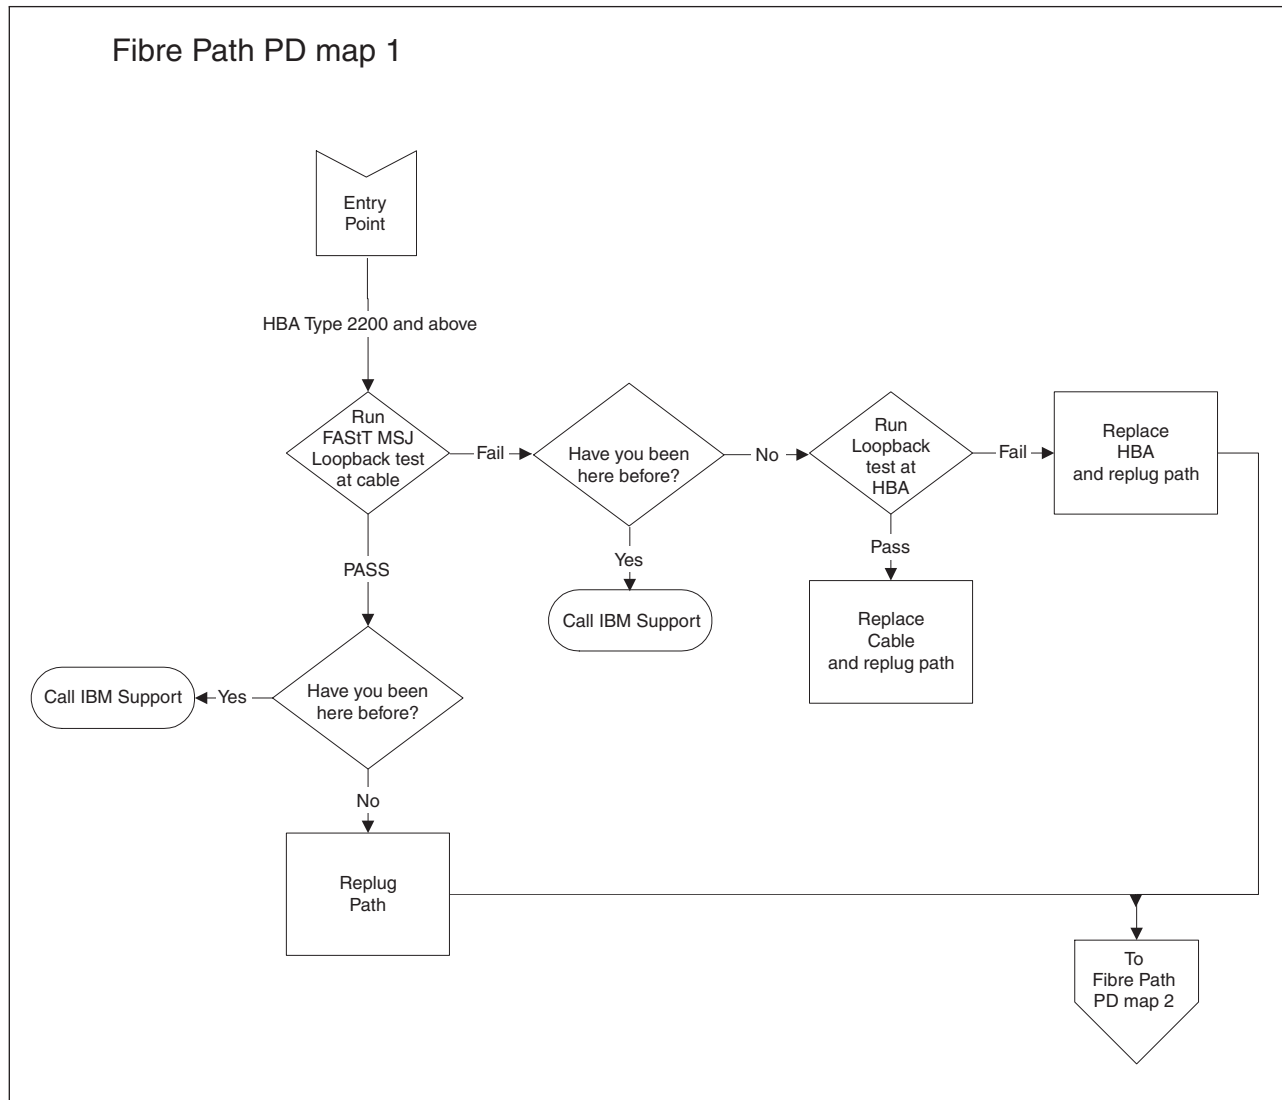 Fibre Path PD map 1
Entry
Point
HBA Type 2200 and above
Run
FAStT MSJ
Loopback test
at cable
Fail
Have you been
here before?
No
Run
Loopback
test at
HBA
Fail
Replace
HBA
and replug path
PASS
Yes
Call IBM Support
Pass
Replace
Cable
and replug path
Call IBM Support
Yes
Have you been
here before?
No
Replug
Path
To
Fibre Path
PD map 2